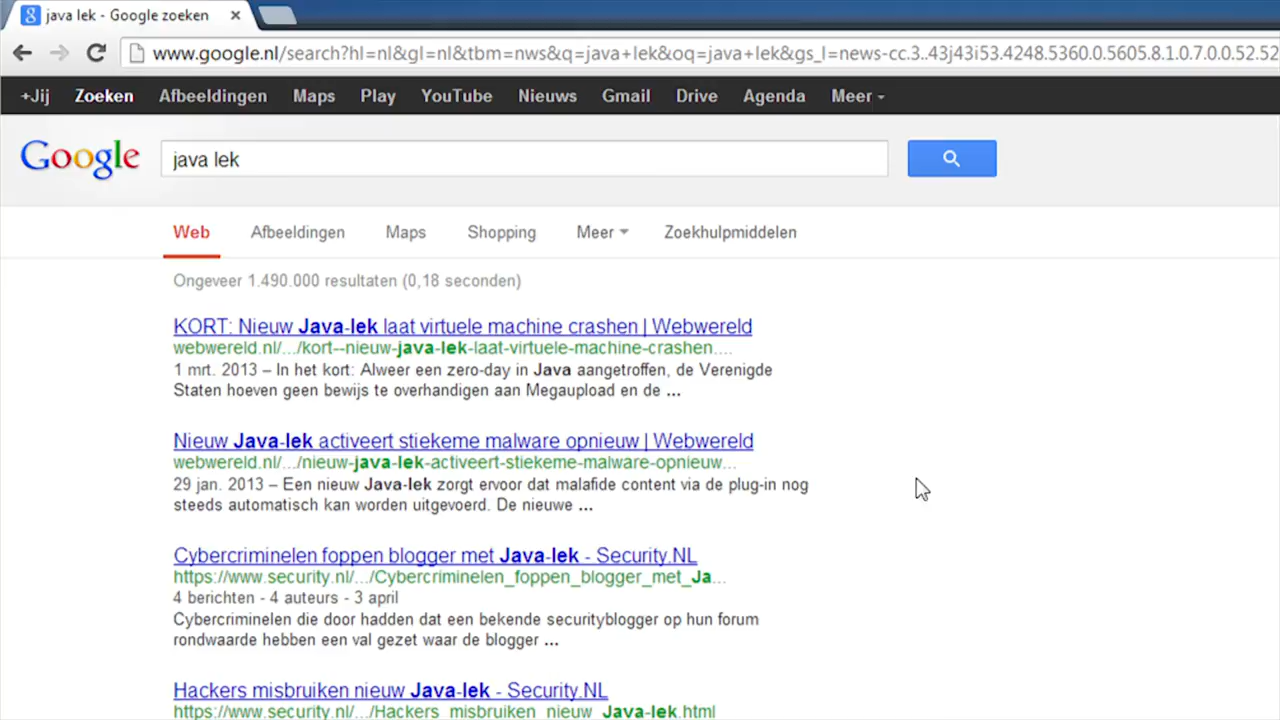 java lek - Google zoeken
www.google.nl/search?hl=nl&gl=nl&tbm=nws&q=java+lek&oq=java+lek&gs_l=news-cc.3..43j43i53.4248.5360.0.5605.8.1.0.7.0.0.52.52
+Jij Zoeken Afbeeldingen Maps Play YouTube Nieuws Gmail Drive Agenda Meer
Google java lek
Web Afbeeldingen Maps Shopping Meer Zoekhulpmiddelen
Ongeveer 1.490.000 resultaten (0,18 seconden)
KORT: Nieuw Java-lek laat virtuele machine crashen | Webwereld
webwereld.nl/.../kort--nieuw-java-lek-laat-virtuele-machine-crashen....
1 mrt. 2013 – In het kort: Alweer een zero-day in Java aangetroffen, de Verenigde
Staten hoeven geen bewijs te overhandigen aan Megaupload en de ...
Nieuw Java-lek activeert stiekeme malware opnieuw | Webwereld
webwereld.nl/.../nieuw-java-lek-activeert-stiekeme-malware-opnieuw...
29 jan. 2013 – Een nieuw Java-lek zorgt ervoor dat malafide content via de plug-in nog
steeds automatisch kan worden uitgevoerd. De nieuwe ...
Cybercriminelen foppen blogger met Java-lek - Security.NL
https://www.security.nl/.../Cybercriminelen_foppen_blogger_met_Ja...
4 berichten - 4 auteurs - 3 april
Cybercriminelen die door hadden dat een bekende securityblogger op hun forum
rondwaarde hebben een val gezet waar de blogger ...
Hackers misbruiken nieuw Java-lek - Security.NL
https://www.security.nl/.../Hackers_misbruiken_nieuw_Java-lek.html